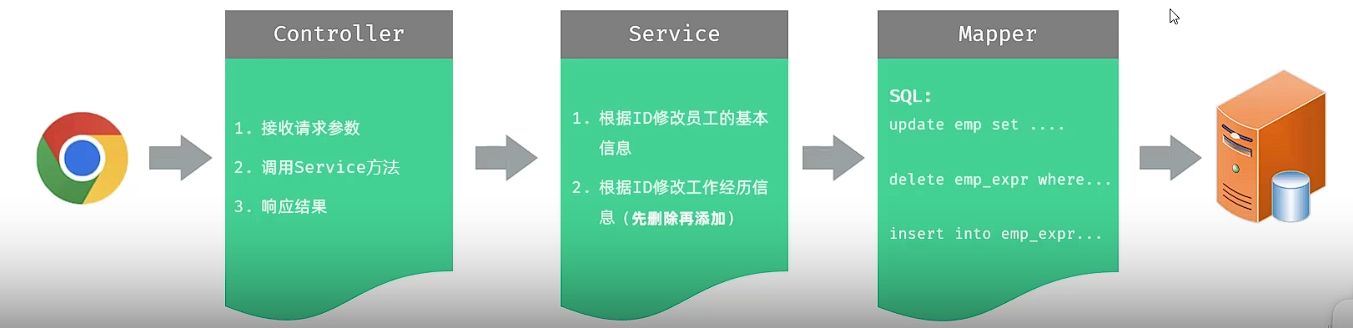 Controller
1. 接收请求参数
2. 调用Service方法
3. 响应结果
Service
1. 根据ID修改员工的基本
信息
2. 根据ID修改工作经历信
息（先删除再添加）
Mapper
SQL:
update emp set ....
delete emp_expr where...
insert into emp_expr...